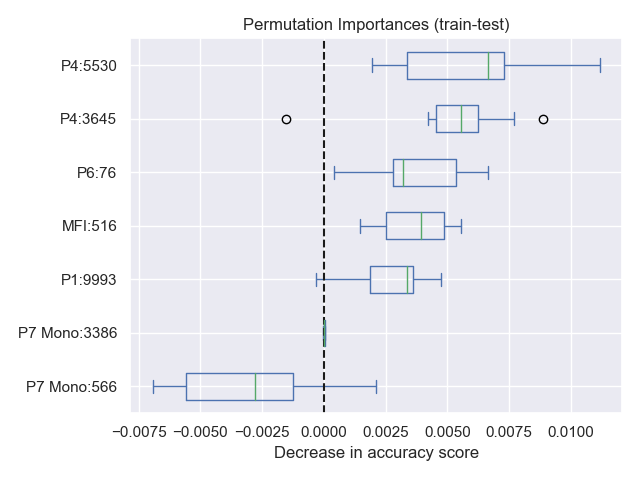 Permutation Importances (train-test)
P4:5530
P4:3645
P6:76
MFI:516
P1:9993
P7 Mono:3386
P7 Mono:566
−0.0075 −0.0050 −0.0025 0.0000 0.0025 0.0050 0.0075 0.0100
Decrease in accuracy score